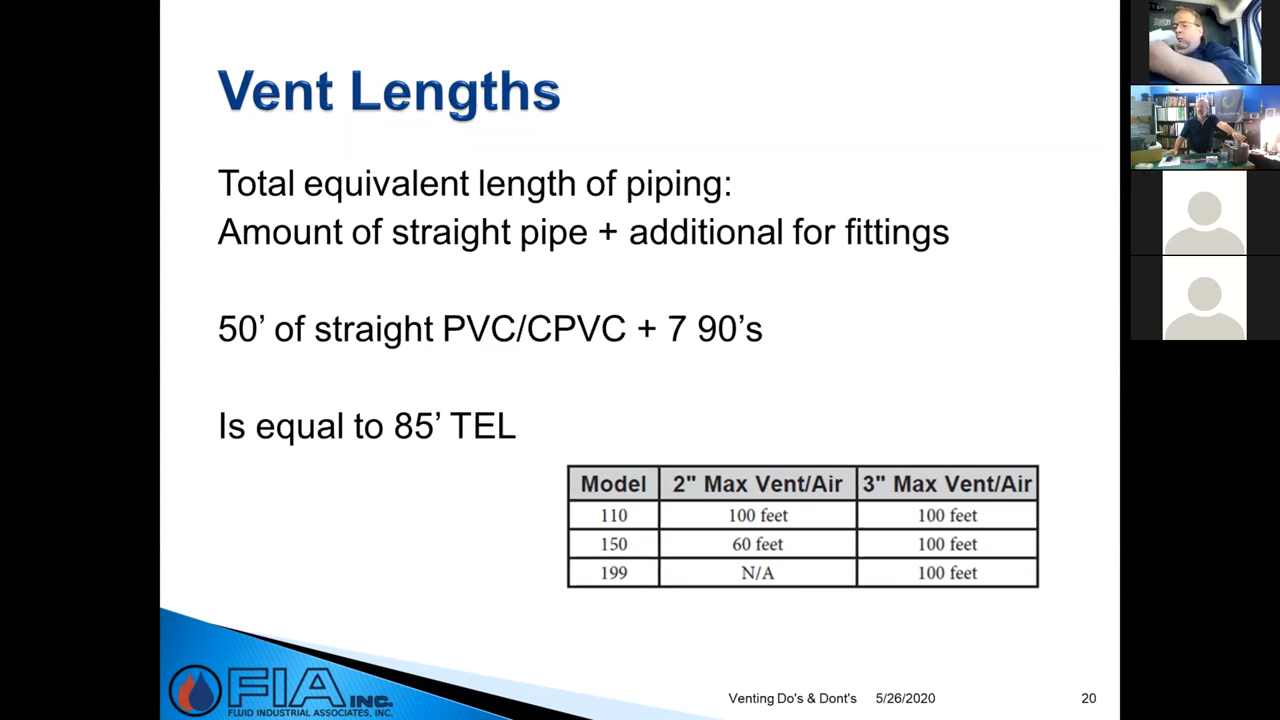 Vent Lengths
Total equivalent length of piping:
Amount of straight pipe + additional for fittings
50’ of straight PVC/CPVC + 7 90’s
Is equal to 85’ TEL
Model 2" Max Vent/Air 3" Max Vent/Air
110 100 feet 100 feet
150 60 feet 100 feet
199 N/A 100 feet
FIA INC.
FLUID INDUSTRIAL ASSOCIATES, INC.
Venting Do's & Dont's 5/26/2020 20